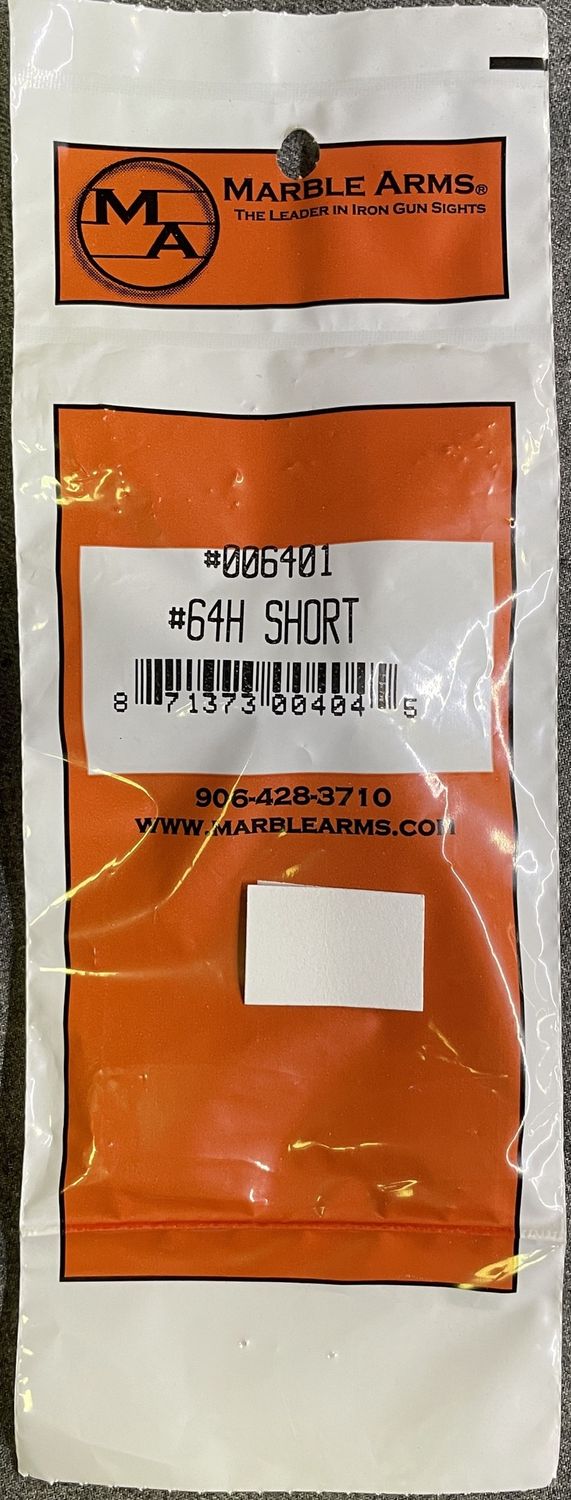 MA
MARBLE ARMS®
THE LEADER IN IRON GUN SIGHTS
#006401
#64H SHORT
8 71373 00404 5
906-428-3710
WWW.MARBLEARMS.COM